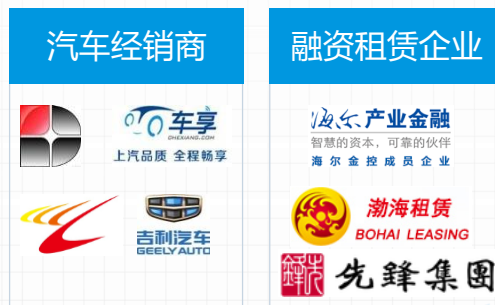 汽车经销商
车享
CHEXIANG.COM
上汽品质 全程畅享
吉利汽车
GEELY AUTO
融资租赁企业
海尔产业金融
智慧的资本，可靠的伙伴
海尔金控成员企业
渤海租赁
BOHAI LEASING
先锋
先鋒集團